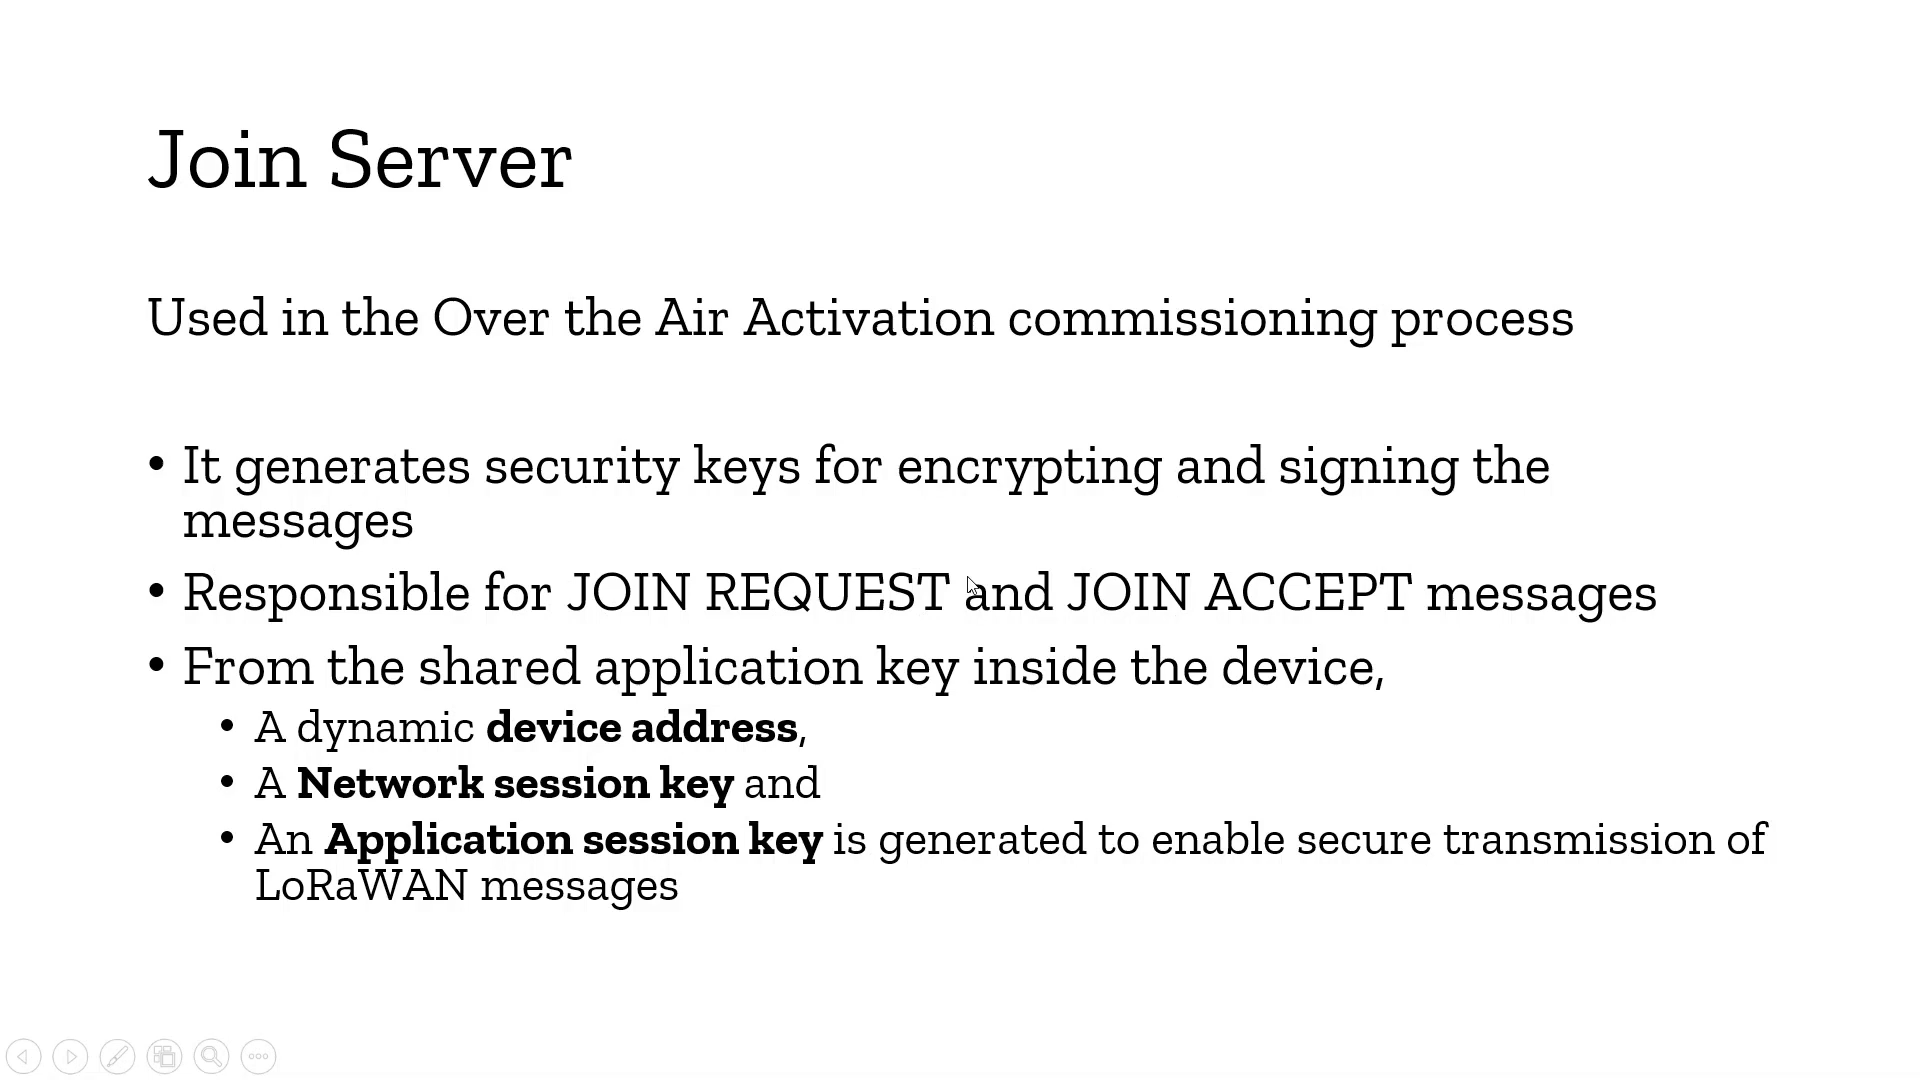 Join Server
Used in the Over the Air Activation commissioning process
• It generates security keys for encrypting and signing the
messages
• Responsible for JOIN REQUEST and JOIN ACCEPT messages
• From the shared application key inside the device,
• A dynamic device address,
• A Network session key and
• An Application session key is generated to enable secure transmission of
LoRaWAN messages